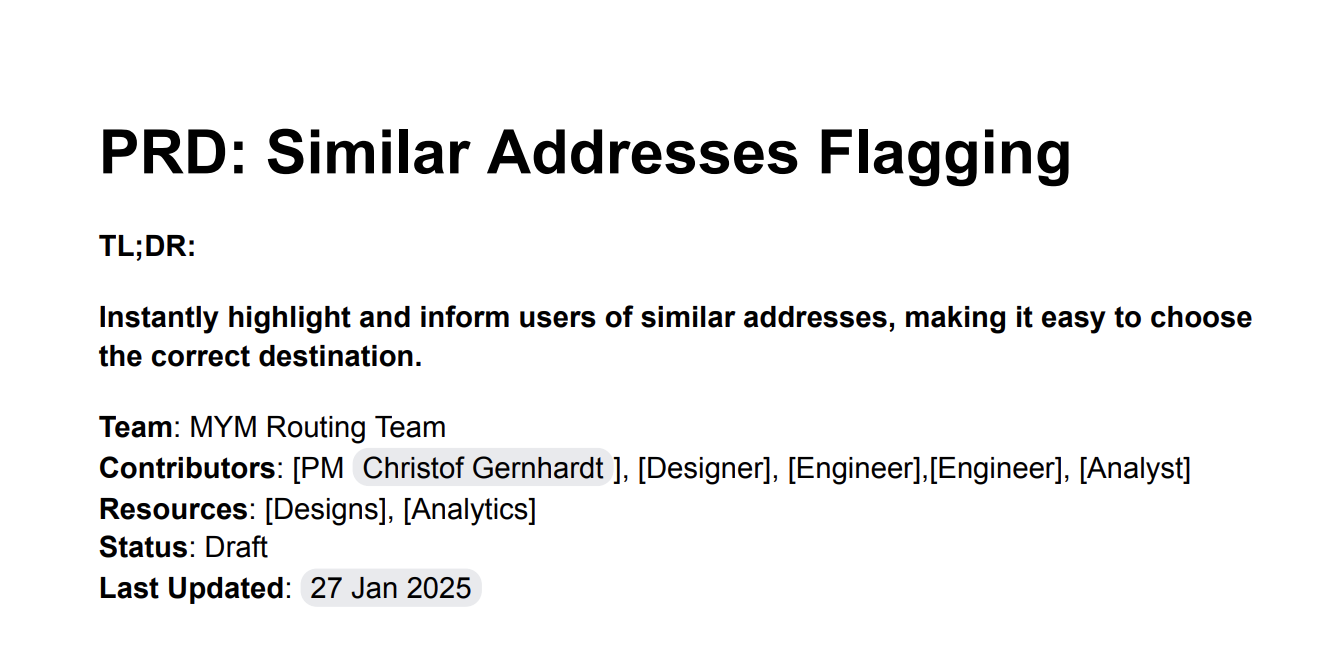 PRD: Similar Addresses Flagging
TL;DR:
Instantly highlight and inform users of similar addresses, making it easy to choose
the correct destination.
Team: MYM Routing Team
Contributors: [PM Christof Gernhardt ], [Designer], [Engineer],[Engineer], [Analyst]
Resources: [Designs], [Analytics]
Status: Draft
Last Updated: 27 Jan 2025